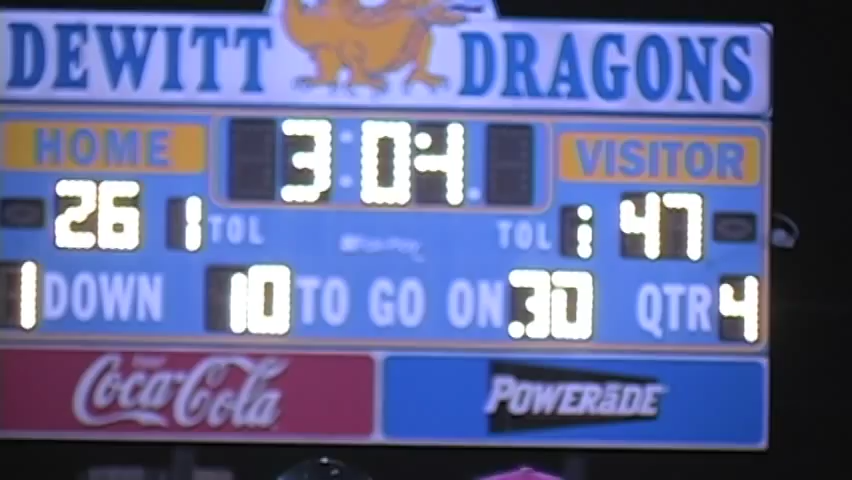 DEWITT DRAGONS
HOME 3:04 VISITOR
26 1 TOL TOL 1 47
1 DOWN 10 TO GO ON 30 QTR 4
Coca-Cola POWERāDE